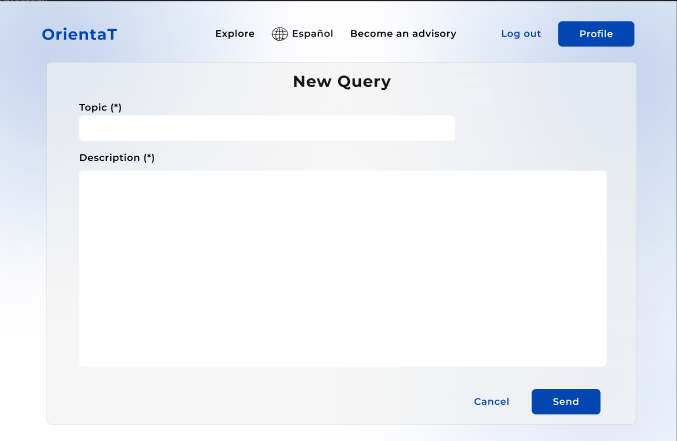 OrientaT
Explore
Español
Become an advisory
Log out
Profile
New Query
Topic (*)
Description (*)
Cancel
Send